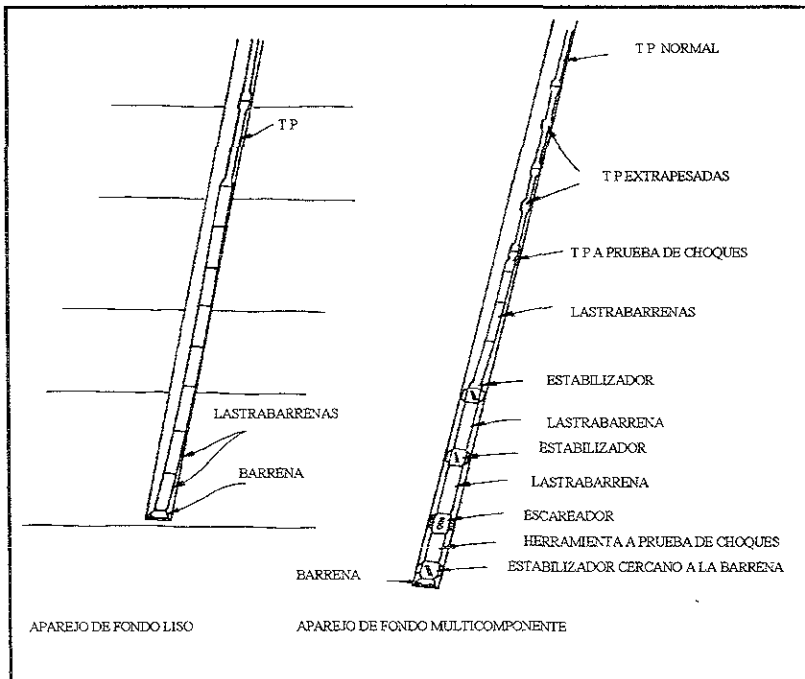 T P
LASTRABARRENAS
BARRENA
APAREJO DE FONDO LISO
T P NORMAL
T P EXTRAPESADAS
T P A PRUEBA DE CHOQUES
LASTRABARRENAS
ESTABILIZADOR
LASTRABARRENA
ESTABILIZADOR
LASTRABARRENA
ESCAREADOR
HERRAMIENTA A PRUEBA DE CHOQUES
ESTABILIZADOR CERCANO A LA BARRENA
BARRENA
APAREJO DE FONDO MULTICOMPONENTE